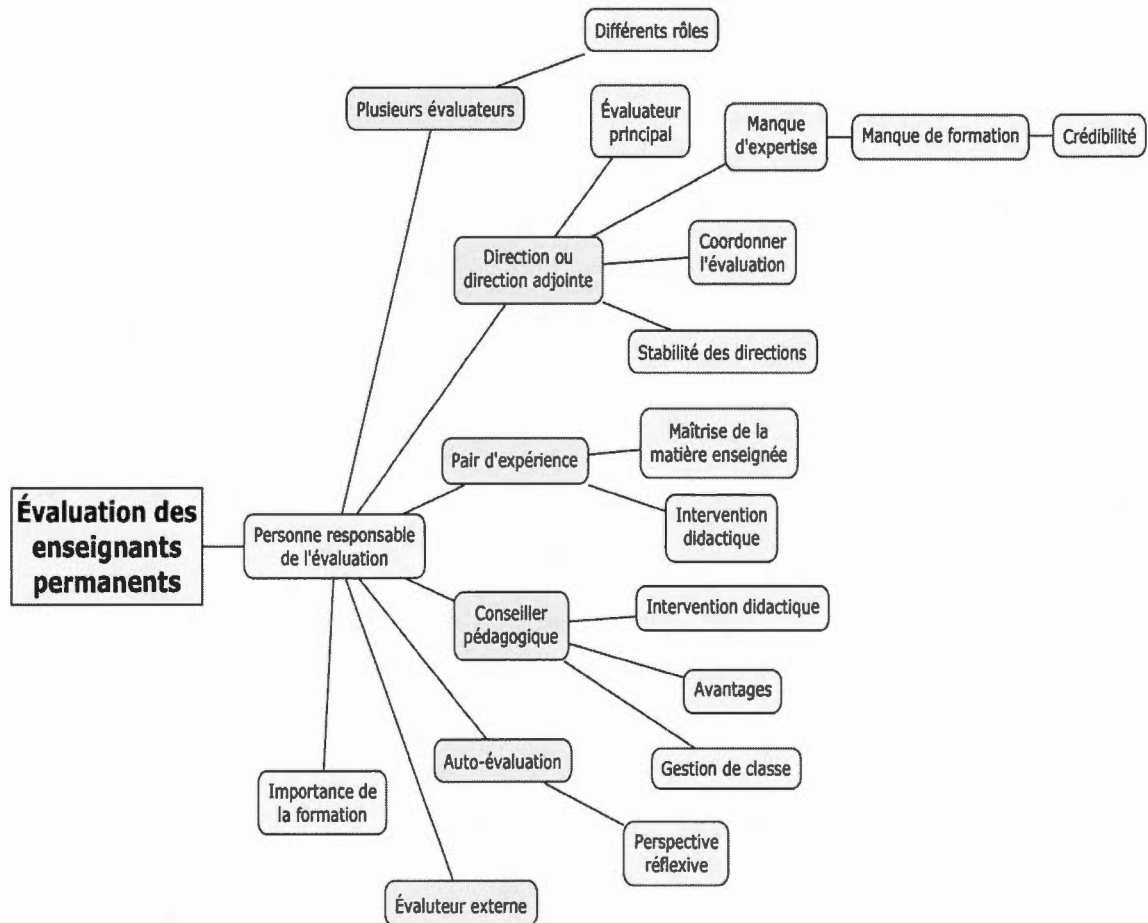 Différents rôles
Plusieurs évaluateurs
Évaluateur
principal
Manque
d'expertise
Manque de formation
Crédibilité
Direction ou
direction adjointe
Coordonner
l'évaluation
Stabilité des directions
Maîtrise de la
matière enseignée
Pair d'expérience
Intervention
didactique
Évaluation des
enseignants
permanents
Personne responsable
de l'évaluation
Conseiller
pédagogique
Intervention didactique
Avantages
Gestion de classe
Auto-évaluation
Importance de
la formation
Perspective
réflexive
Évaluteur externe